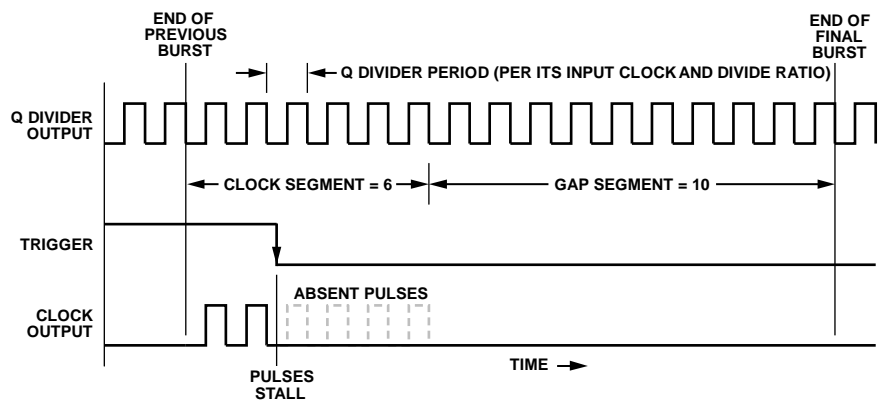 END OF
PREVIOUS
BURST
END OF
FINAL
BURST
Q DIVIDER PERIOD (PER ITS INPUT CLOCK AND DIVIDE RATIO)
Q DIVIDER
OUTPUT
CLOCK SEGMENT = 6
GAP SEGMENT = 10
TRIGGER
ABSENT PULSES
CLOCK
OUTPUT
TIME
PULSES
STALL